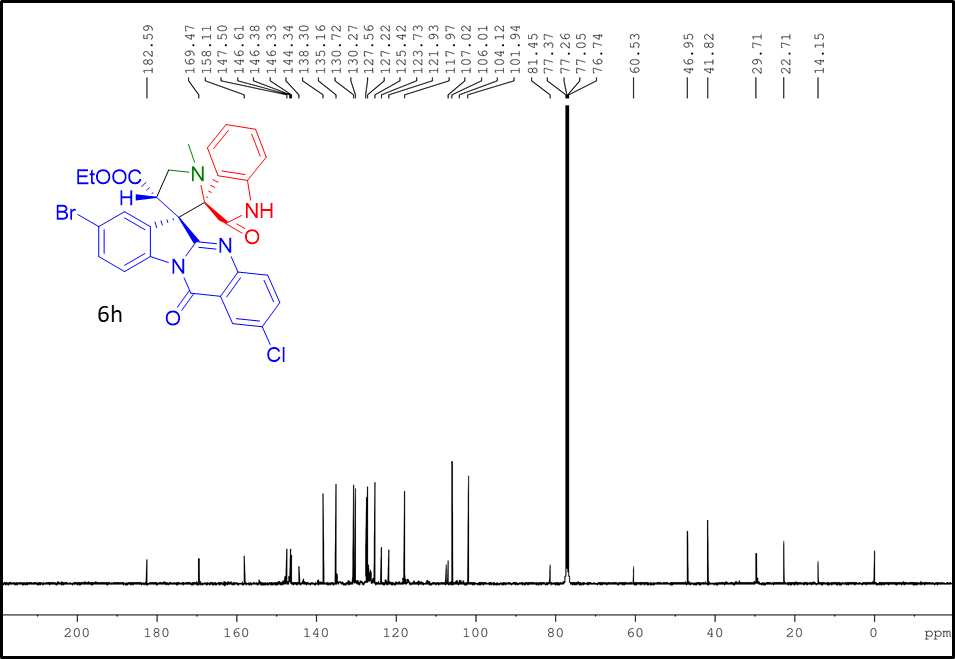 182.59
169.47
158.11
147.50
146.61
146.38
146.33
144.34
138.30
135.16
130.72
130.27
127.56
127.22
125.42
123.73
121.93
117.97
107.02
106.01
104.12
101.94
81.45
77.37
77.26
77.05
76.74
60.53
46.95
41.82
29.71
22.71
14.15
N
EtOOC
H
Br
NH
O
N
N
O
6h
Cl
200 180 160 140 120 100 80 60 40 20 0 ppm